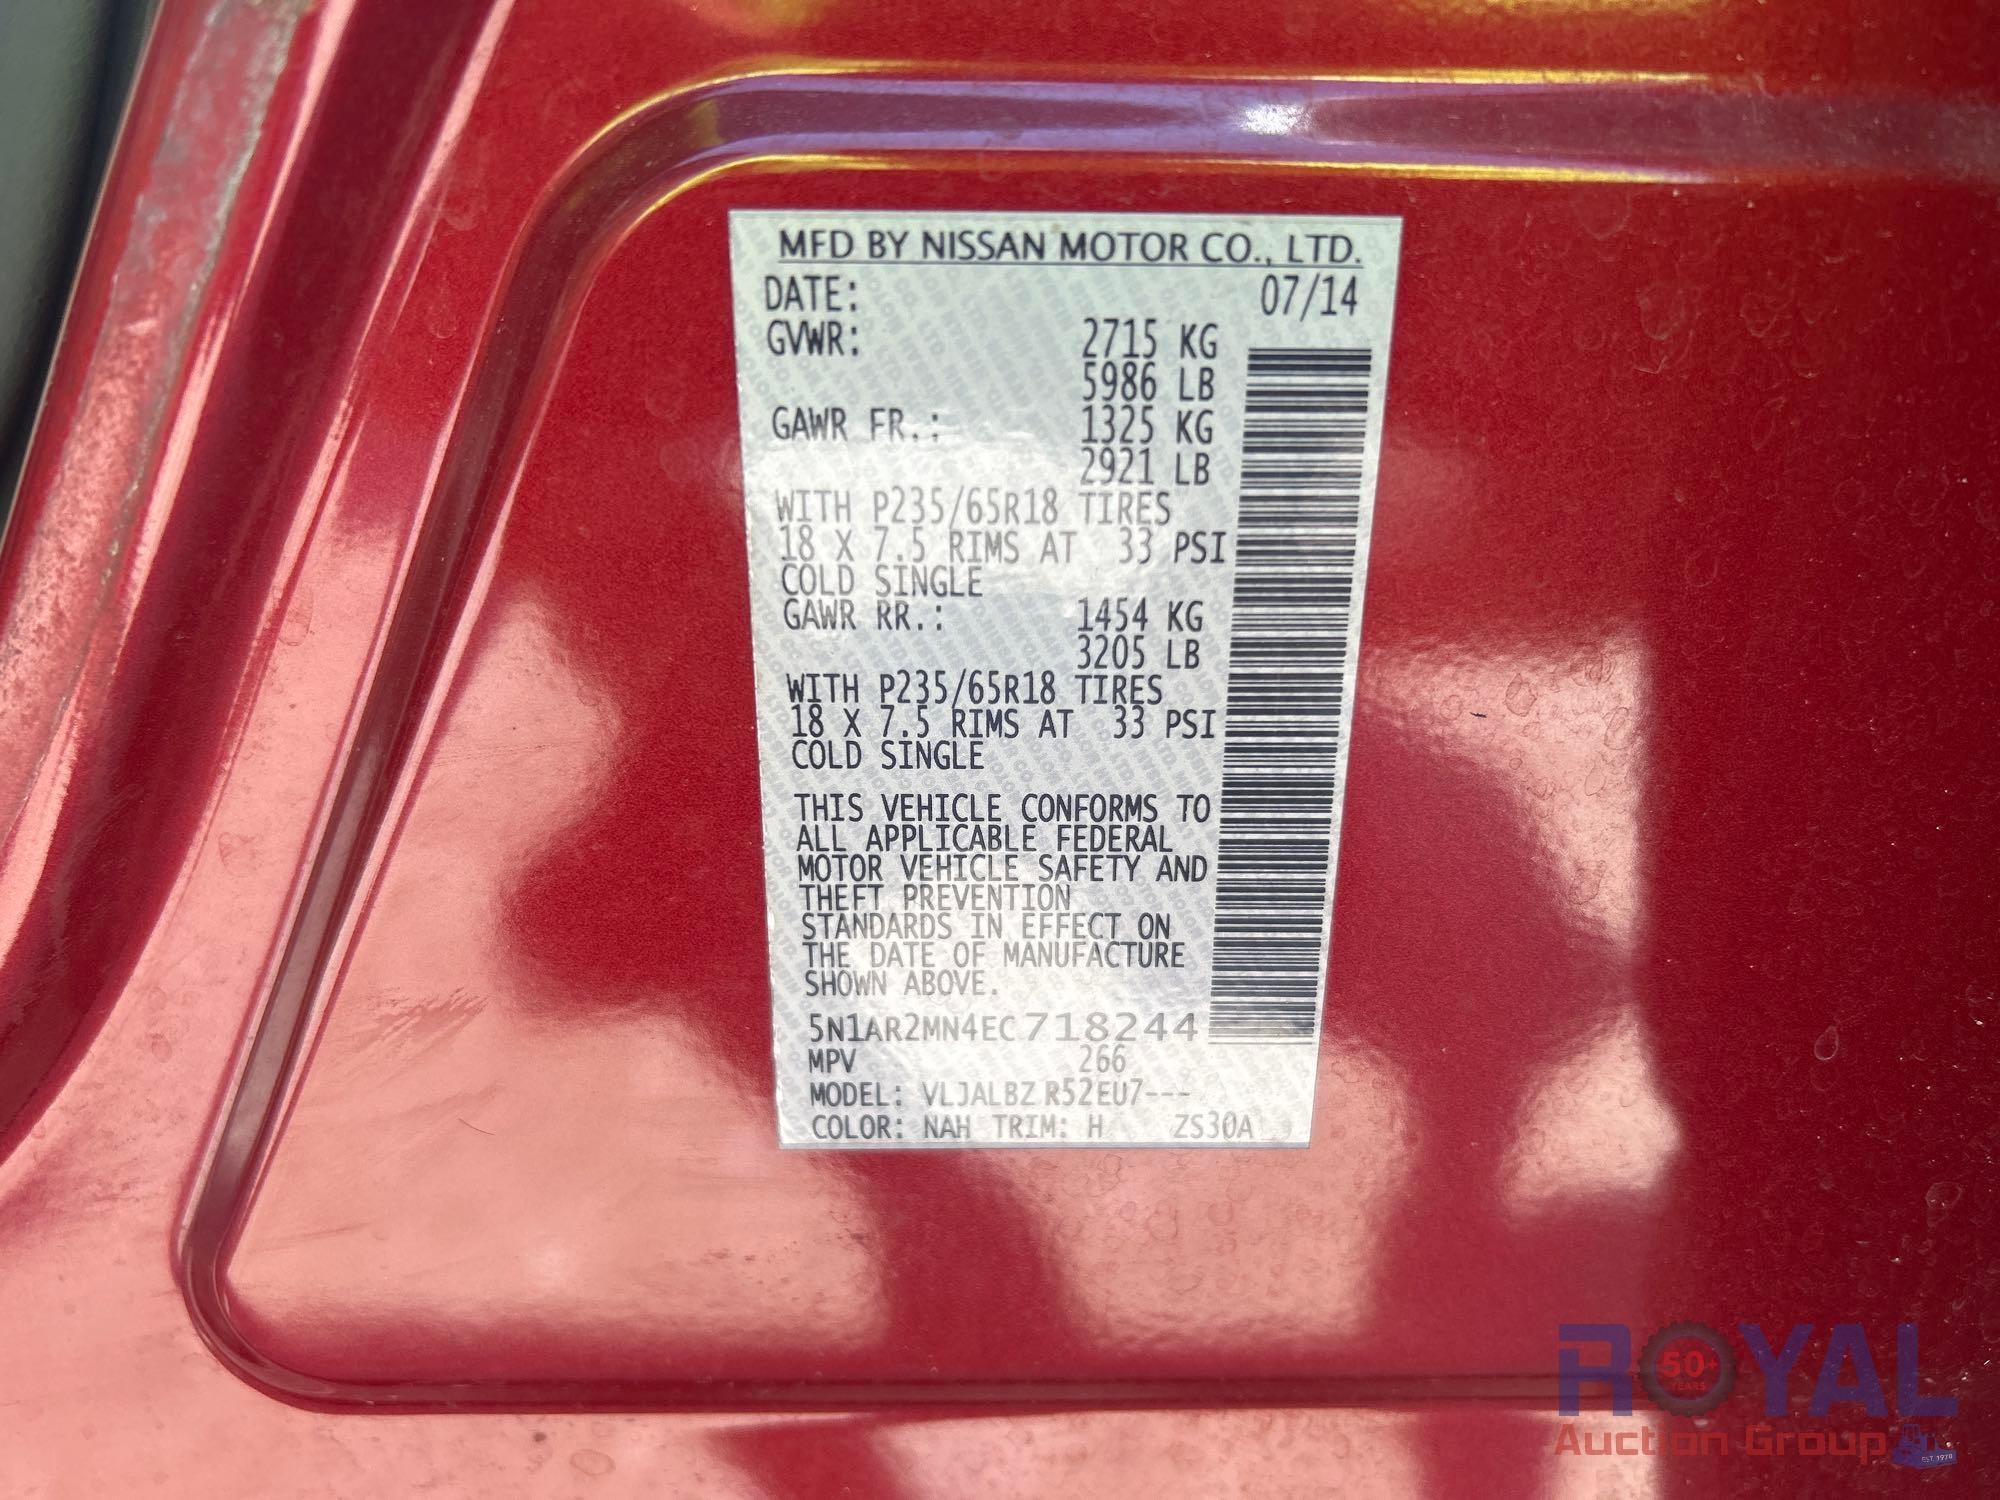 MFD BY NISSAN MOTOR CO., LTD.
DATE: 07/14
GVWR: 2715 KG
5986 LB
GAWR FR.: 1325 KG
2921 LB
WITH P235/65R18 TIRES
18 X 7.5 RIMS AT 33 PSI
COLD SINGLE
GAWR RR.: 1454 KG
3205 LB
WITH P235/65R18 TIRES
18 X 7.5 RIMS AT 33 PSI
COLD SINGLE
THIS VEHICLE CONFORMS TO
ALL APPLICABLE FEDERAL
MOTOR VEHICLE SAFETY AND
THEFT PREVENTION
STANDARDS IN EFFECT ON
THE DATE OF MANUFACTURE
SHOWN ABOVE.
5N1AR2MN4EC718244
MPV 266
MODEL: VLJALBZ R52EU7---
COLOR: NAH TRIM: H ZS30A
ROYAL
50+
YEARS
Auction Group
EST. 1970